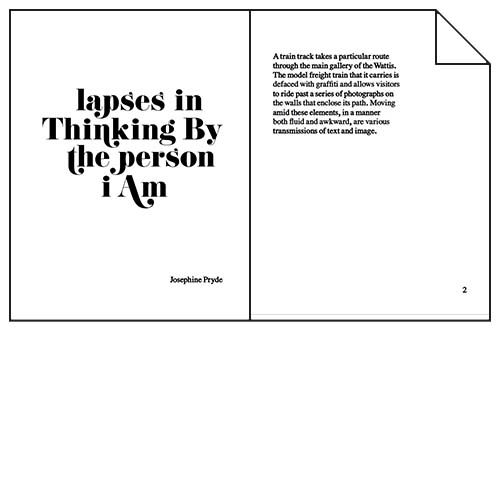 lapses in
Thinking By
the person
i Am
Josephine Pryde
A train track takes a particular route
through the main gallery of the Wattis.
The model freight train that it carries is
defaced with graffiti and allows visitors
to ride past a series of photographs on
the walls that enclose its path. Moving
amid these elements, in a manner
both fluid and awkward, are various
transmissions of text and image.
2